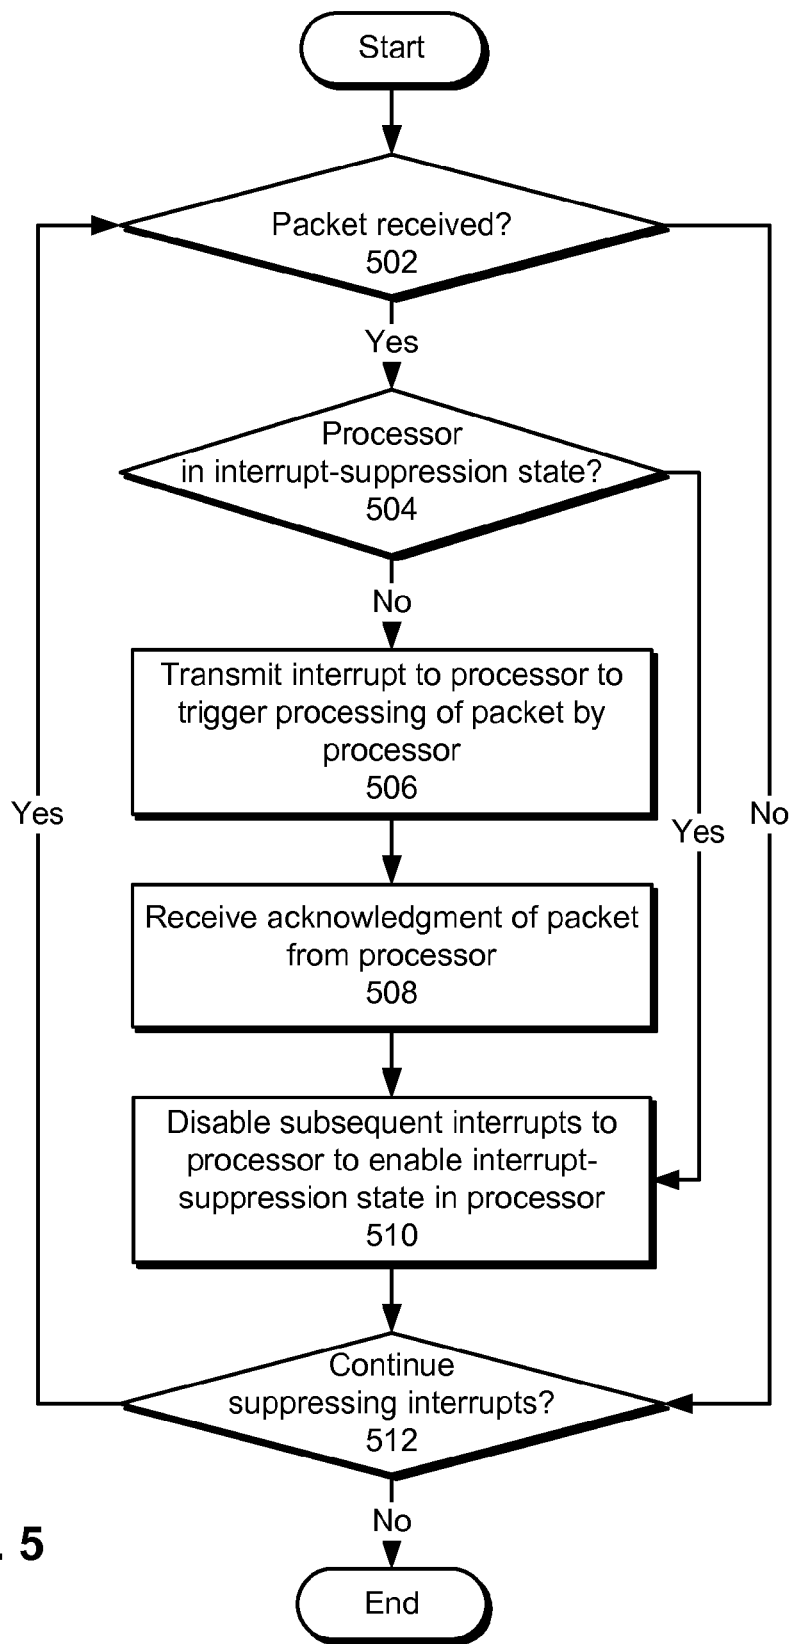 Start
Packet received?
502
Yes
Processor
in interrupt-suppression state?
504
No
Transmit interrupt to processor to
trigger processing of packet by
processor
506
Yes
Yes
No
Receive acknowledgment of packet
from processor
508
Disable subsequent interrupts to
processor to enable interrupt-
suppression state in processor
510
Continue
suppressing interrupts?
512
No
. 5
End